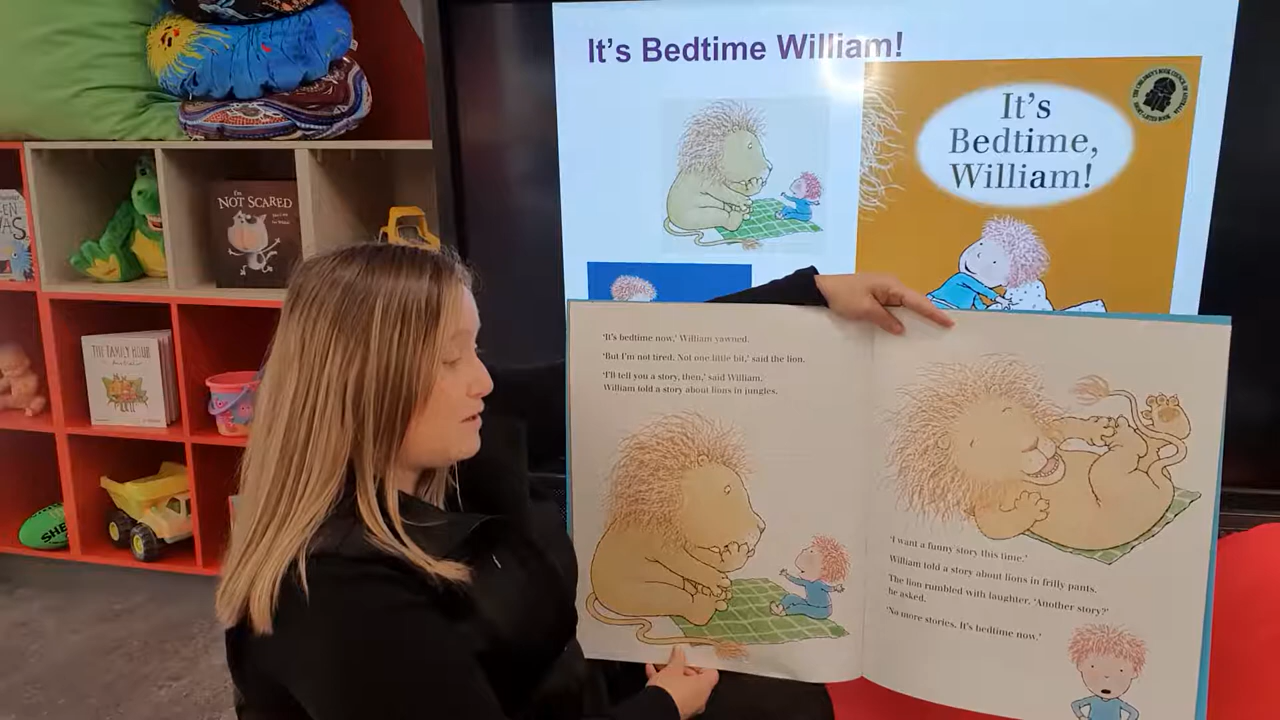 It's Bedtime William!
It's
Bedtime,
William!
NOT SCARED
THE FAMILY HOUR
SHE
'It's bedtime now,' William yawned.
'But I'm not tired. Not one little bit,' said the lion.
'I'll tell you a story, then,' said William.
William told a story about lions in jungles.
'I want a funny story this time.'
William told a story about lions in frilly pants.
The lion rumbled with laughter, 'Another story?'
he asked.
'No more stories. It's bedtime now.'